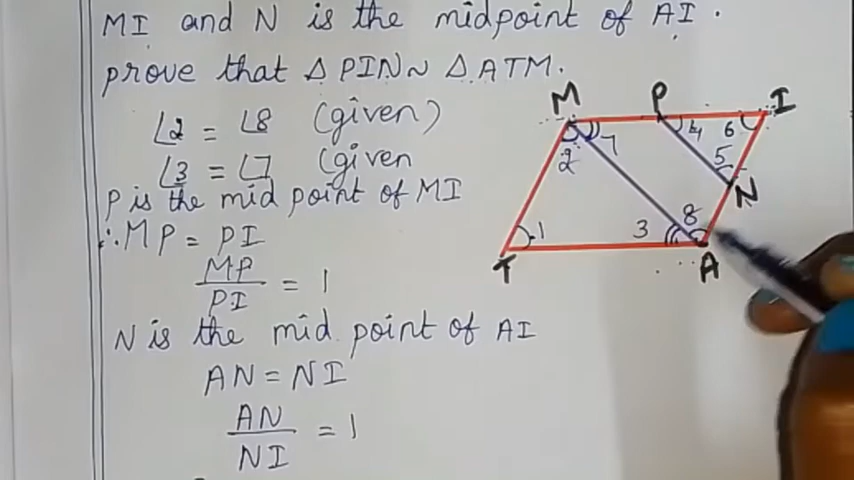 MI and N is the midpoint of AI.
prove that △PIN ~ △ATM.
∠2 = ∠8 (given)
∠3 = ∠7 (given
P is the mid point of MI
∴ MP = PI
MP/PI = 1
N is the mid point of AI
AN = NI
AN/NI = 1
M P I
7 4 6
2 5
N
8
1 3
T A